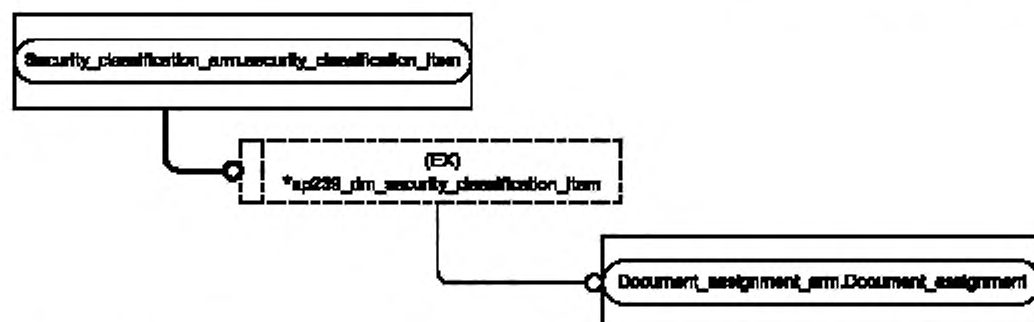 Security_classification_arm.security_classification_item
(EX)
*ap239_dm_security_classification_item
Document_assignment_arm.Document_assignment